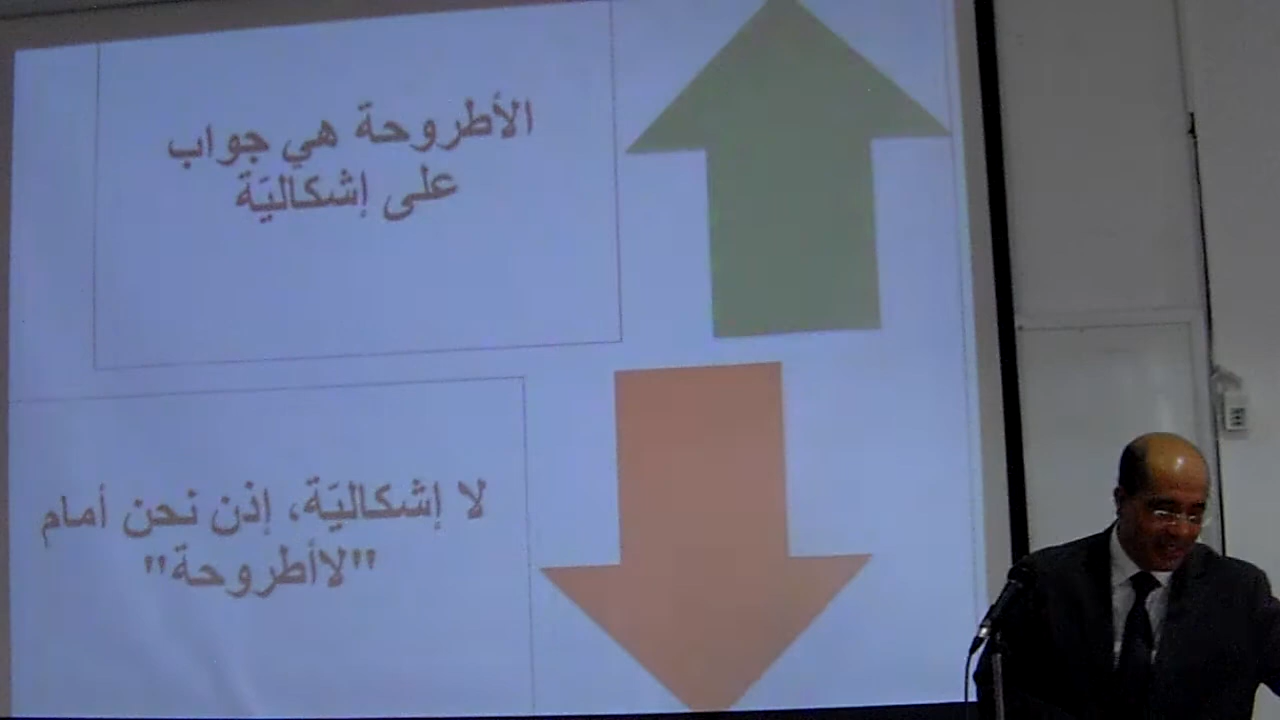 الأطروحة هي جواب
على إشكاليَة
لا إشكاليَة، إذن نحن أمام
"لاأطروحة"